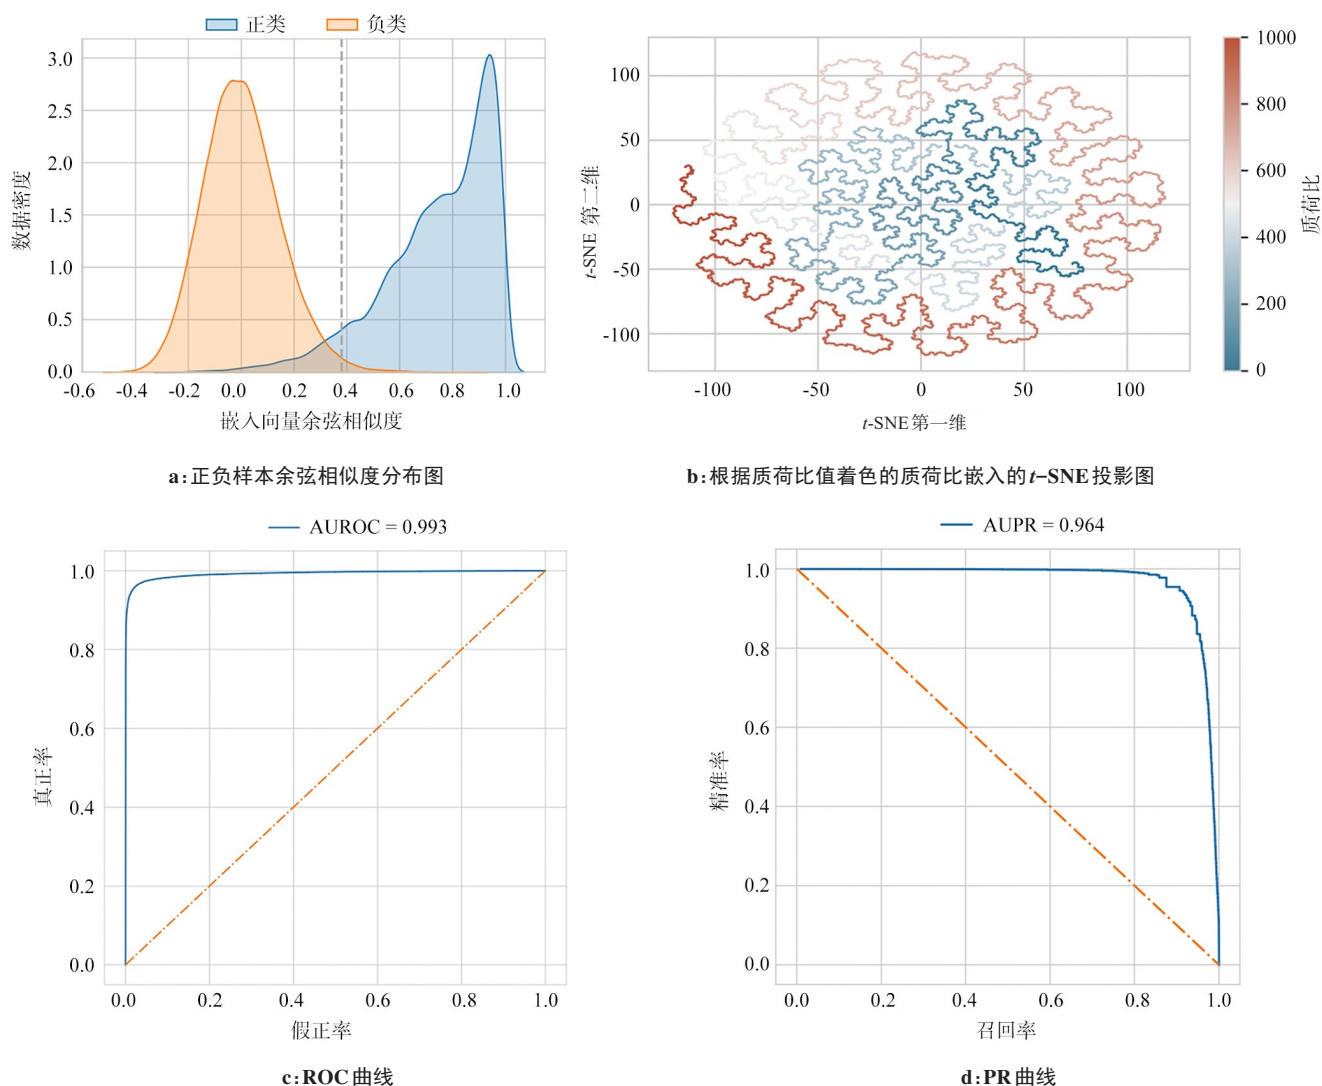 正类 负类
3.0
2.5
2.0
1.5
1.0
0.5
0.0
数据密度
-0.6 -0.4 -0.2 0.0 0.2 0.4 0.6 0.8 1.0
嵌入向量余弦相似度
a:正负样本余弦相似度分布图
100
50
0
-50
-100
t-SNE 第二维
-100 -50 0 50 100
t-SNE第一维
1000
800
600
400
200
0
质荷比
b:根据质荷比值着色的质荷比嵌入的t-SNE投影图
AUROC = 0.993
1.0
0.8
0.6
0.4
0.2
0.0
真正率
0.0 0.2 0.4 0.6 0.8 1.0
假正率
c:ROC曲线
AUPR = 0.964
1.0
0.8
0.6
0.4
0.2
0.0
精准率
0.0 0.2 0.4 0.6 0.8 1.0
召回率
d:PR曲线